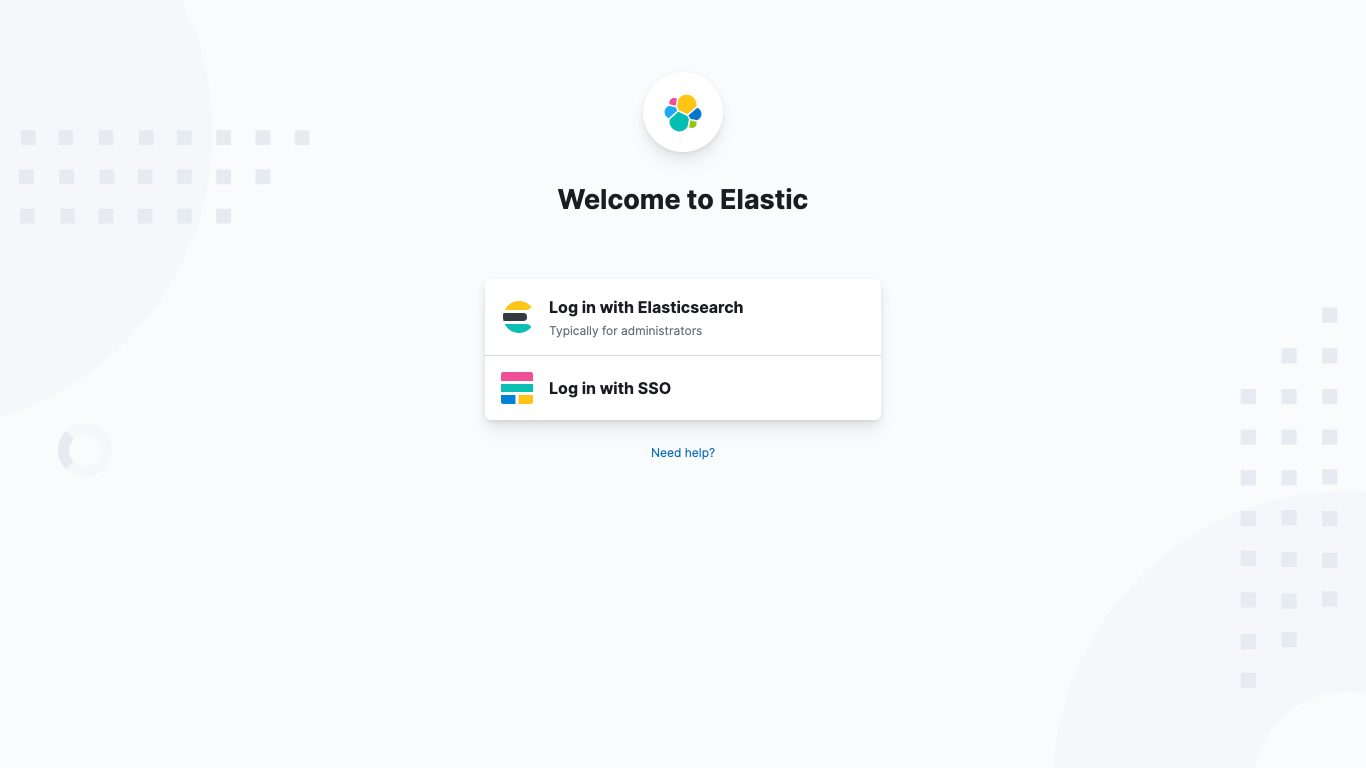 Welcome to Elastic
Log in with Elasticsearch
Typically for administrators
Log in with SSO
Need help?